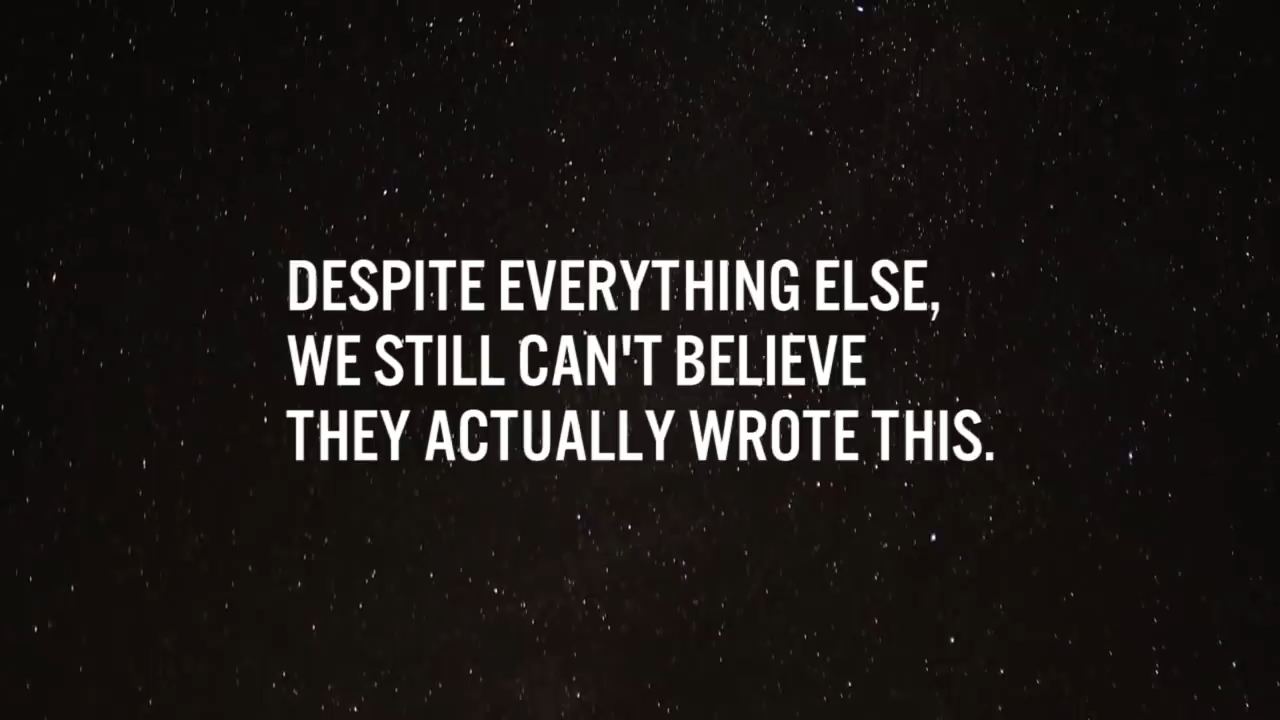 DESPITE EVERYTHING ELSE,
WE STILL CAN'T BELIEVE
THEY ACTUALLY WROTE THIS.